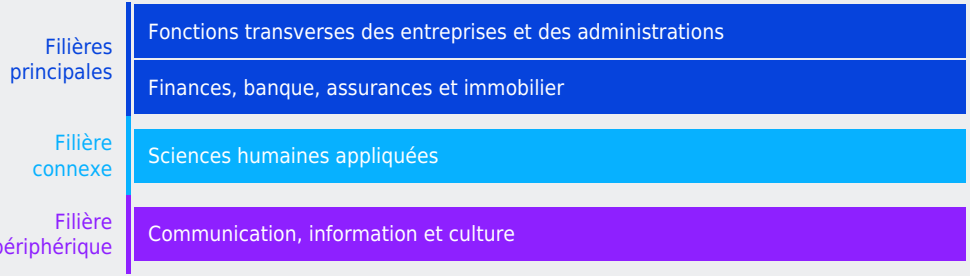 Filières
principales
Fonctions transverses des entreprises et des administrations
Finances, banque, assurances et immobilier
Filière
connexe
Sciences humaines appliquées
Filière
périphérique
Communication, information et culture